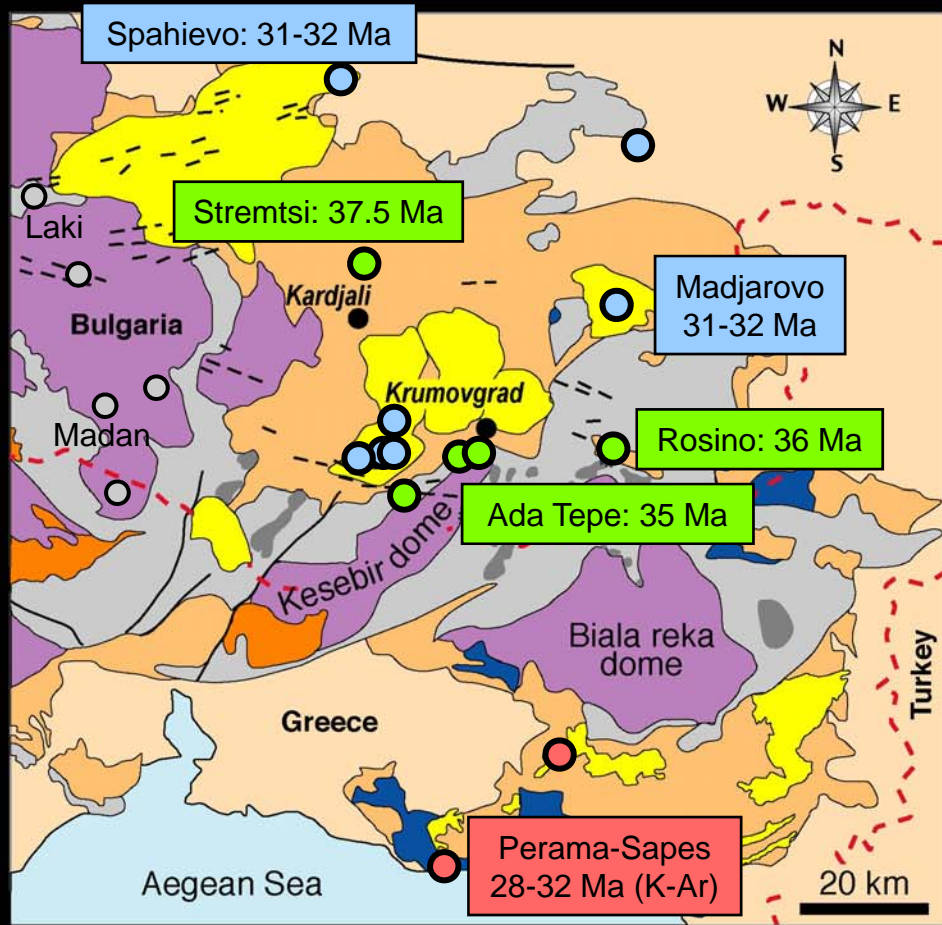 Spahievo: 31-32 Ma
N
W
E
S
Stremtsi: 37.5 Ma
Laki
Kardjali
Madjarovo
31-32 Ma
Bulgaria
Krumovgrad
Madan
Rosino: 36 Ma
Ada Tepe: 35 Ma
Kesebir dome
Biala reka
dome
Turkey
Greece
Perama-Sapes
28-32 Ma (K-Ar)
Aegean Sea
20 km